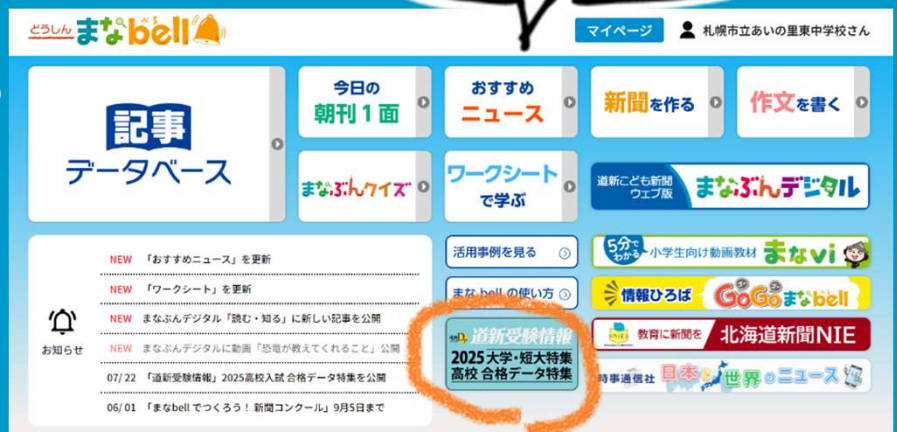 どうしん まなbell
べる
マイページ
札幌市立あいの里東中学校さん
記事
データベース
今日の
朝刊1面
おすすめ
ニュース
新聞を作る
作文を書く
まなぶんクイズ
ワークシート
で学ぶ
道新こども新聞
ウェブ版
まなぶんデジタル
お知らせ
NEW 「おすすめニュース」を更新
NEW 「ワークシート」を更新
NEW まなぶんデジタル「読む・知る」に新しい記事を公開
NEW まなぶんデジタルに動画「恐竜が教えてくれること」公開
07/22 「道新受験情報」2025高校入試 合格データ特集を公開
06/01 「まなbell でつくろう! 新聞コンクール」9月5日まで
活用事例を見る
まな bell の使い方
道新受験情報
2025 大学・短大特集
高校 合格データ特集
5分で
わかる
小学生向け動画教材
まなvi
情報ひろば
GoGoまなbell
教育に新聞を
北海道新聞NIE
時事通信社
日本と世界のニュース